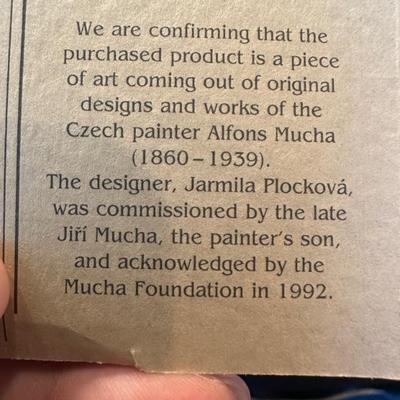 We are confirming that the
purchased product is a piece
of art coming out of original
designs and works of the
Czech painter Alfons Mucha
(1860–1939).
The designer, Jarmila Plocková,
was commissioned by the late
Jiří Mucha, the painter's son,
and acknowledged by the
Mucha Foundation in 1992.